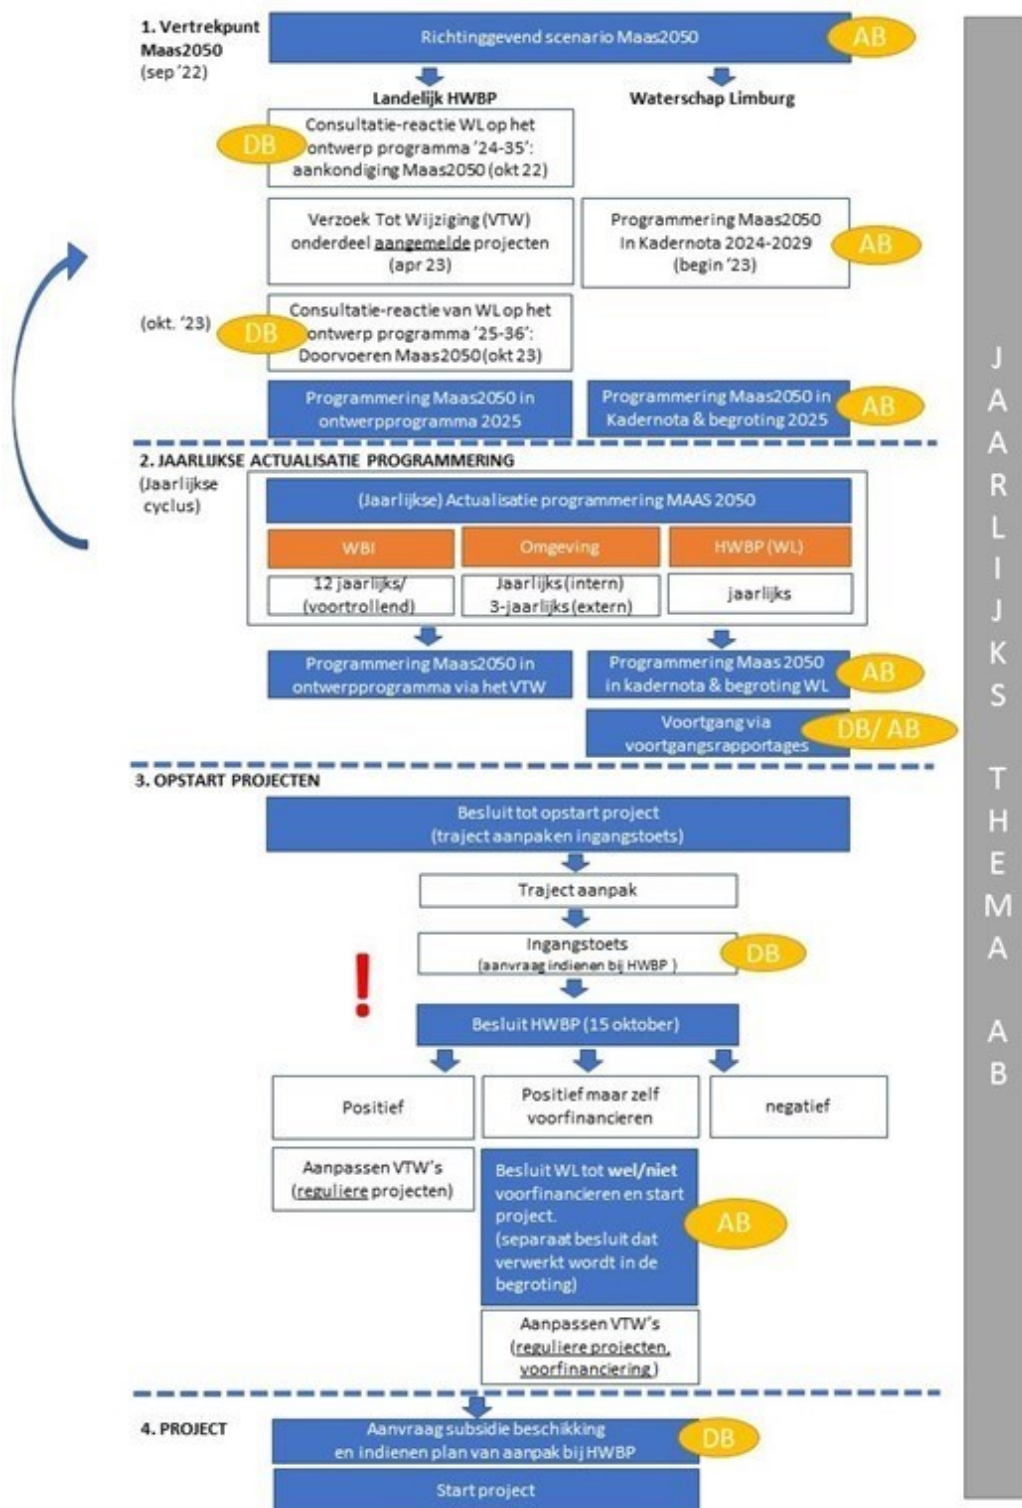 1. Vertrekpunt
Maas2050
(sep '22)
Richtinggevend scenario Maas2050
AB
Landelijk HWBP
Waterschap Limburg
DB
Consultatie-reactie WL op het
ontwerp programma '24-35':
aankondiging Maas2050 (okt 22)
Verzoek Tot Wijziging (VTW)
onderdeel aangemelde projecten
(apr 23)
Programmering Maas2050
In Kadernota 2024-2029
(begin '23)
AB
(okt. '23)
DB
Consultatie-reactie van WL op het
ontwerp programma '25-36':
Doorvoeren Maas2050 (okt 23)
Programmering Maas2050 in
ontwerpprogramma 2025
Programmering Maas2050 in
Kadernota & begroting 2025
AB
2. JAARLIJKSE ACTUALISATIE PROGRAMMERING
(Jaarlijkse
cyclus)
(Jaarlijkse) Actualisatie programmering MAAS 2050
WBI
Omgeving
HWBP (WL)
12 jaarlijks/
(voortrollend)
Jaarlijks (intern)
3-jaarlijks (extern)
jaarlijks
Programmering Maas2050 in
ontwerpprogramma via het VTW
Programmering Maas 2050
in kadernota & begroting WL
AB
Voortgang via
voortgangsrapportages
DB/ AB
3. OPSTART PROJECTEN
Besluit tot opstart project
(traject aanpak en ingangstoets)
Traject aanpak
Ingangstoets
(aanvraag indienen bij HWBP )
DB
!
Besluit HWBP (15 oktober)
Positief
Positief maar zelf
voorfinancieren
negatief
Aanpassen VTW's
(reguliere projecten)
Besluit WL tot wel/niet
voorfinancieren en start
project.
(separaat besluit dat
verwerkt wordt in de
begroting)
AB
Aanpassen VTW's
(reguliere projecten,
voorfinanciering )
4. PROJECT
Aanvraag subsidie beschikking
en indienen plan van aanpak bij HWBP
DB
Start project
JAARLIJKS THEMA AB